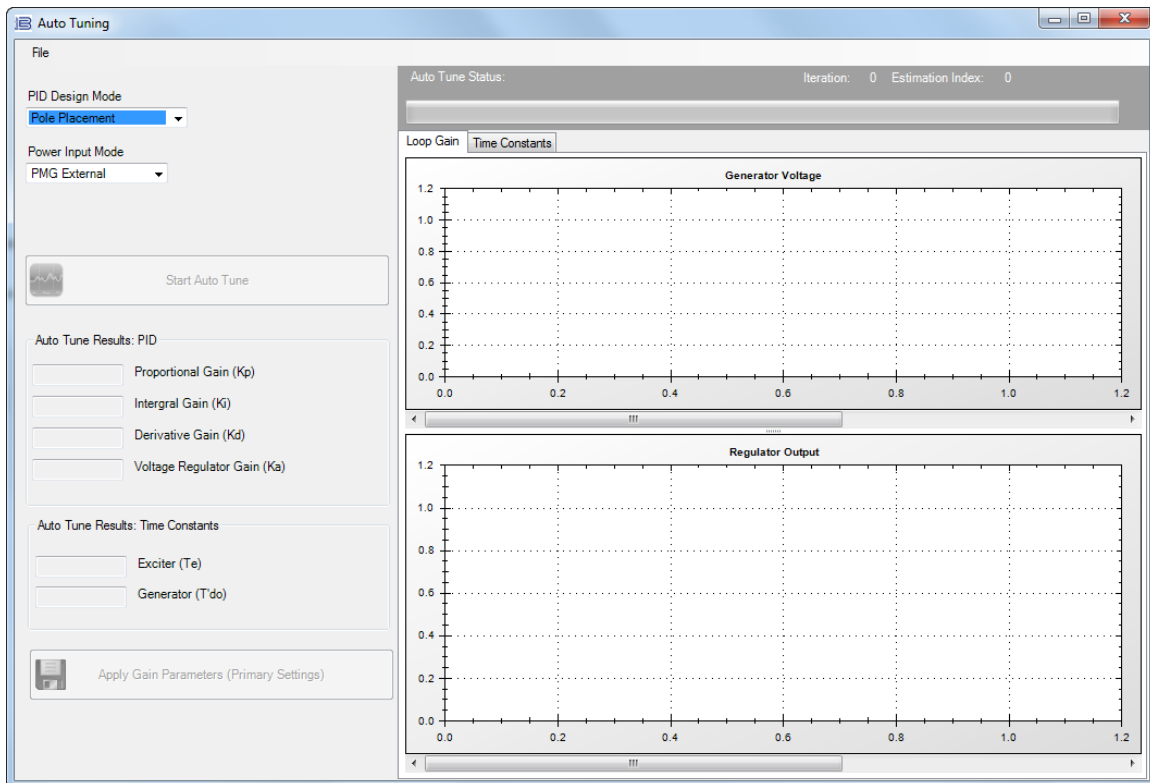 Auto Tuning
File
PID Design Mode
Pole Placement
Power Input Mode
PMG External
Start Auto Tune
Auto Tune Results: PID
Proportional Gain (Kp)
Intergral Gain (Ki)
Derivative Gain (Kd)
Voltage Regulator Gain (Ka)
Auto Tune Results: Time Constants
Exciter (Te)
Generator (T'do)
Apply Gain Parameters (Primary Settings)
Auto Tune Status: Iteration: 0 Estimation Index: 0
Loop Gain Time Constants
Generator Voltage
1.2
1.0
0.8
0.6
0.4
0.2
0.0
0.0 0.2 0.4 0.6 0.8 1.0 1.2
Regulator Output
1.2
1.0
0.8
0.6
0.4
0.2
0.0
0.0 0.2 0.4 0.6 0.8 1.0 1.2